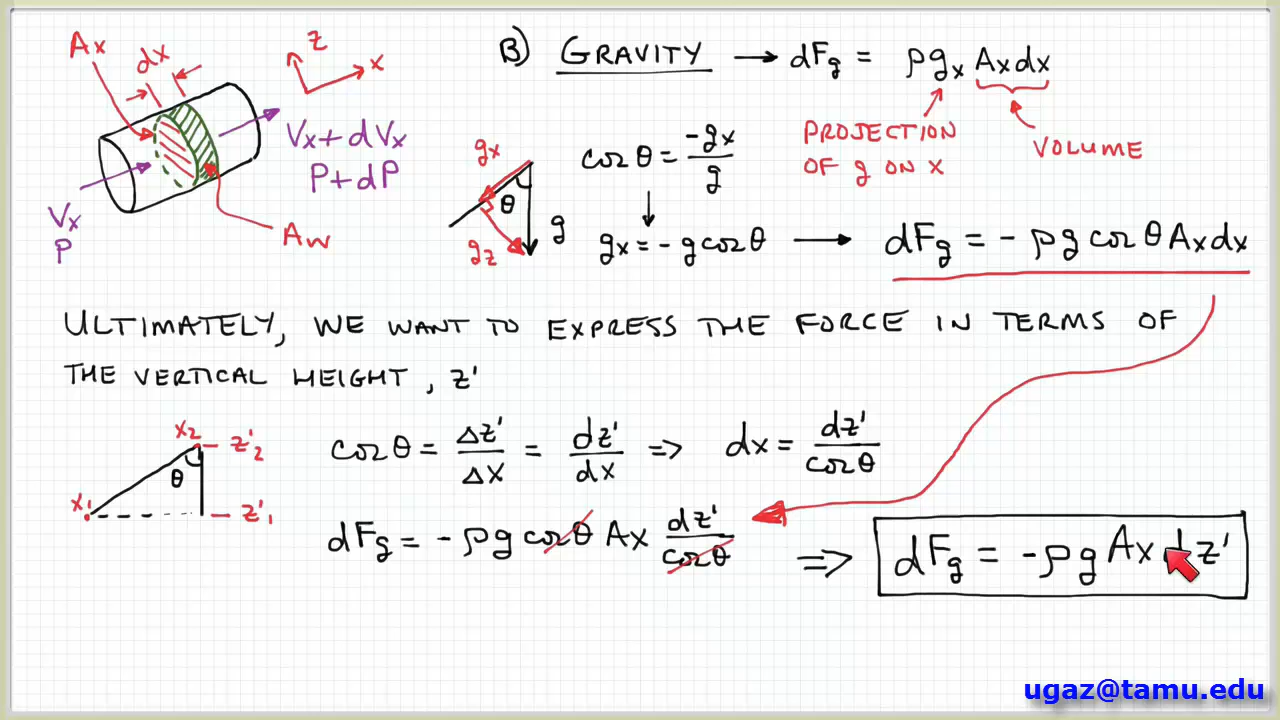 Ax
dx
z
x
Vx + dVx
P + dP
Vx
P
Aw
B) GRAVITY → dFg = ρgx Axdx
PROJECTION
OF g ON x
VOLUME
gx
θ
g
gz
cos θ = -gx/g
gx = -g cos θ → dFg = -ρg cos θ Axdx
ULTIMATELY, WE WANT TO EXPRESS THE FORCE IN TERMS OF
THE VERTICAL HEIGHT, z'
x2
z'2
θ
x1
z'1
cos θ = Δz'/Δx = dz'/dx => dx = dz'/cos θ
dFg = -ρg cos θ Ax dz'/cos θ => dFg = -ρg Ax dz'
ugaz@tamu.edu